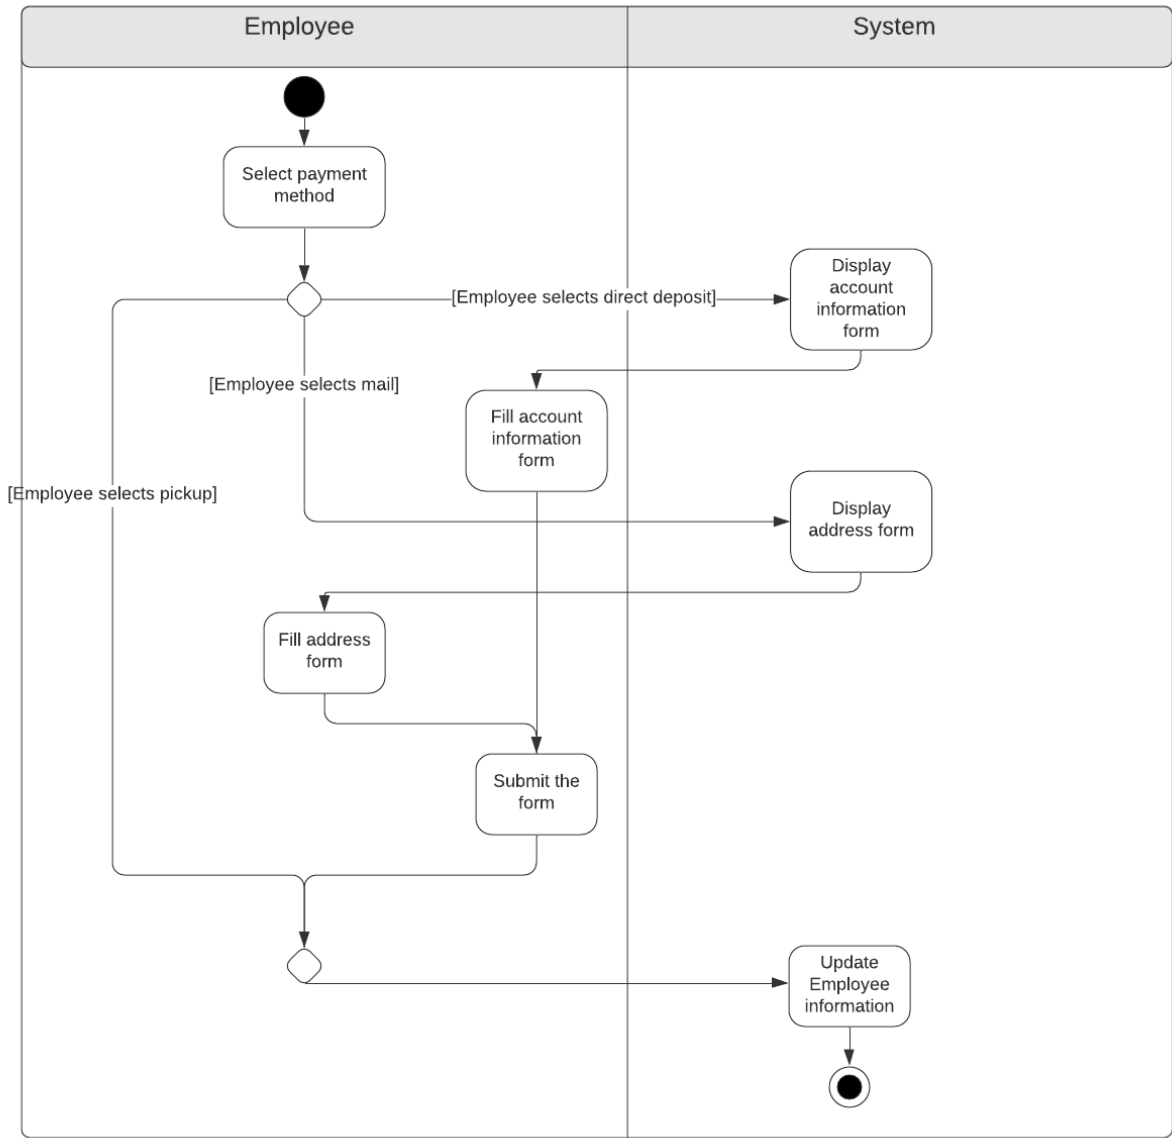 Employee
System
Select payment
method
Display
account
information
form
[Employee selects direct deposit]
[Employee selects mail]
Fill account
information
form
[Employee selects pickup]
Display
address form
Fill address
form
Submit the
form
Update
Employee
information